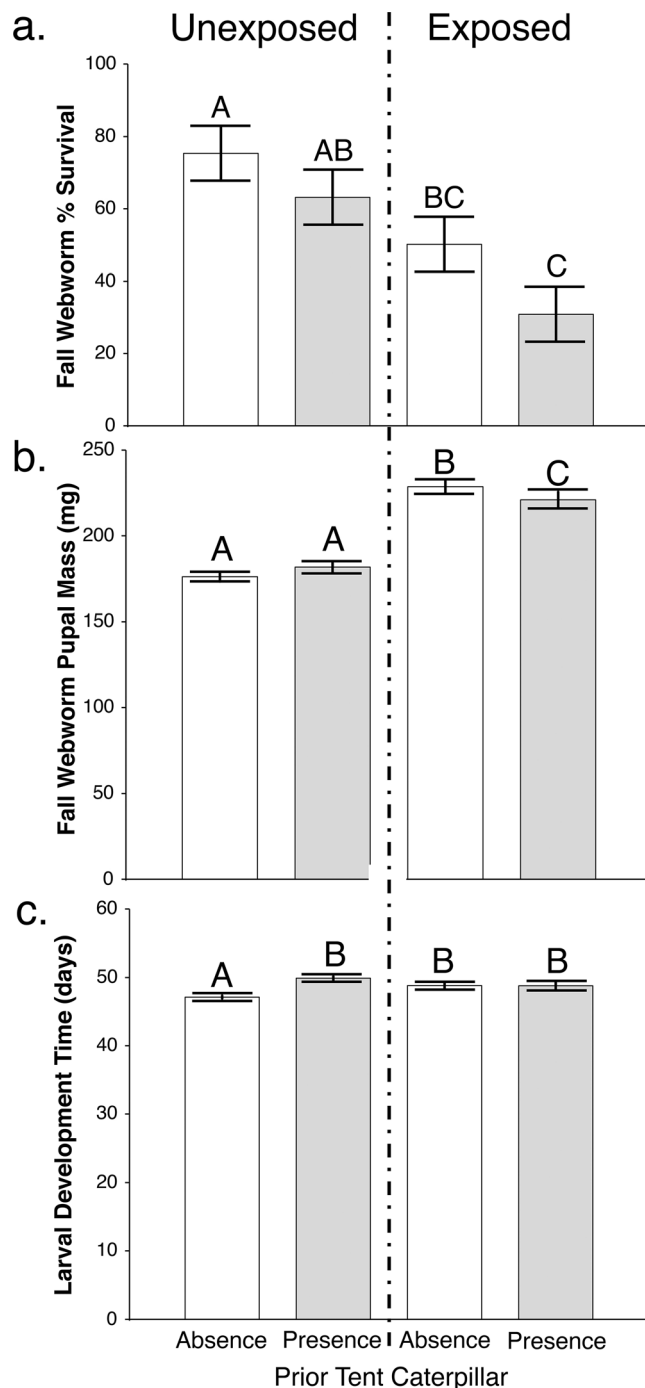 a.
Unexposed
Exposed
Fall Webworm % Survival
100
80
60
40
20
0
A
AB
BC
C
b.
Fall Webworm Pupal Mass (mg)
250
200
150
100
50
0
A
A
B
C
c.
Larval Development Time (days)
60
50
40
30
20
10
0
A
B
B
B
Absence Presence Absence Presence
Prior Tent Caterpillar